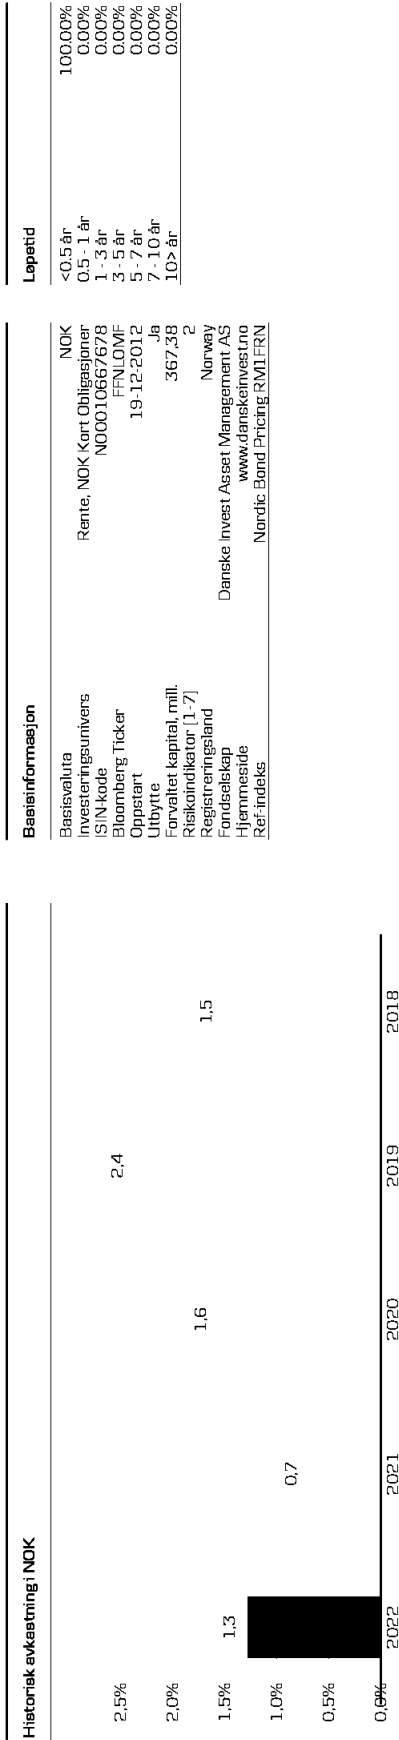 Historisk avkastning i NOK
2,5%
2,0%
1,5%
1,0%
0,5%
0,0%
1,3
0,7
1,6
2,4
1,5
2022 2021 2020 2019 2018
Basisinformasjon
Basisvaluta NOK
Investeringsunivers Rente, NOK Kort Obligasjoner
ISIN-kode NO0010667678
Bloomberg Ticker FFNLOMF
Oppstart 19-12-2012
Utbytte Ja
Forvaltet kapital, mill. 367,38
Risikoindikator [1-7] 2
Registreringsland Norway
Fondselskap Danske Invest Asset Management AS
Hjemmeside www.danskeinvest.no
Ref-indeks Nordic Bond Pricing RM1FRN
Løpetid
<0.5 år 100.00%
0.5 - 1 år 0.00%
1 - 3 år 0.00%
3 - 5 år 0.00%
5 - 7 år 0.00%
7 - 10 år 0.00%
10> år 0.00%